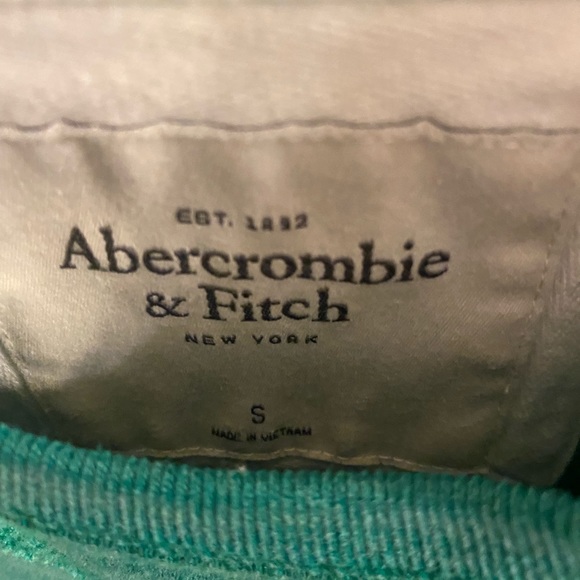 EST. 1892
Abercrombie
& Fitch
NEW YORK
S
MADE IN VIETNAM